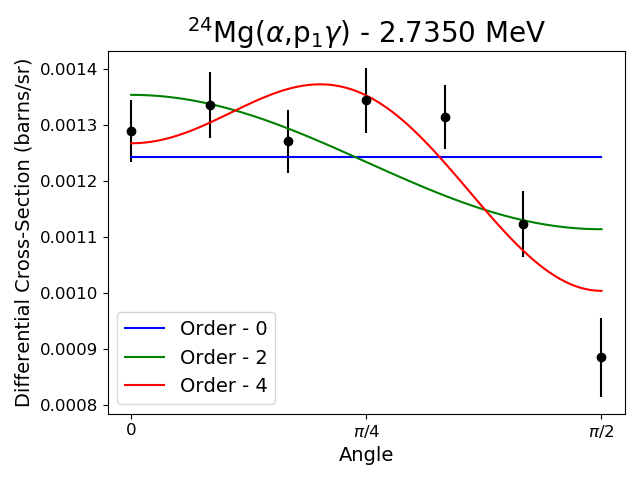 ²⁴Mg(α,p₁γ) - 2.7350 MeV
Differential Cross-Section (barns/sr)
0.0014
0.0013
0.0012
0.0011
0.0010
0.0009
0.0008
Order - 0
Order - 2
Order - 4
0
π/4
π/2
Angle